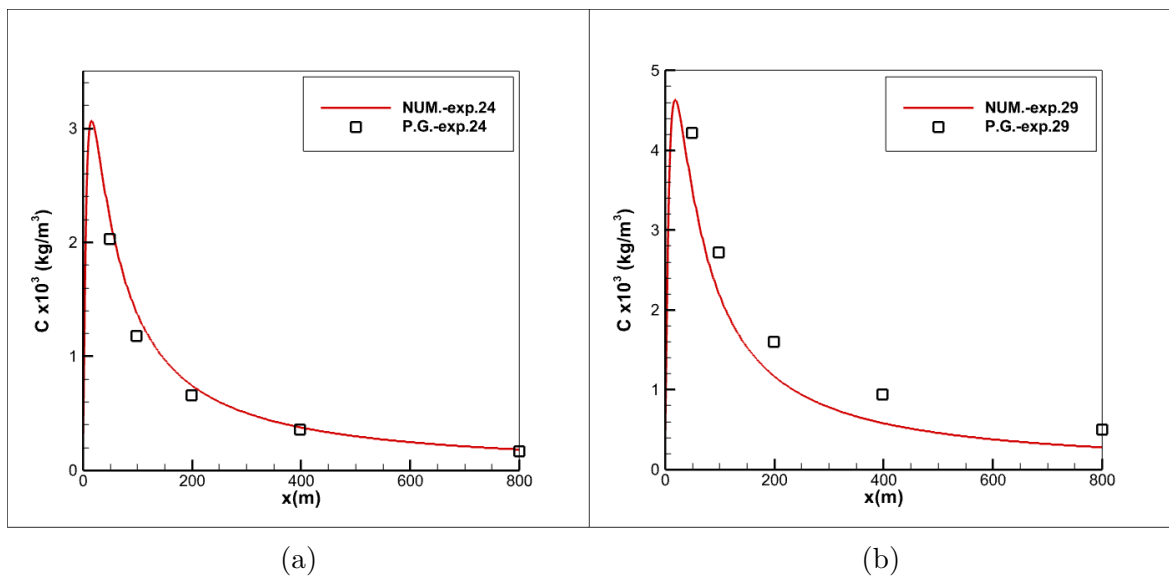 NUM.-exp.24
P.G.-exp.24
3
2
1
0
C x10³ (kg/m³)
0 200 400 600 800
x(m)
(a)
NUM.-exp.29
P.G.-exp.29
5
4
3
2
1
0
C x10³ (kg/m³)
0 200 400 600 800
x(m)
(b)